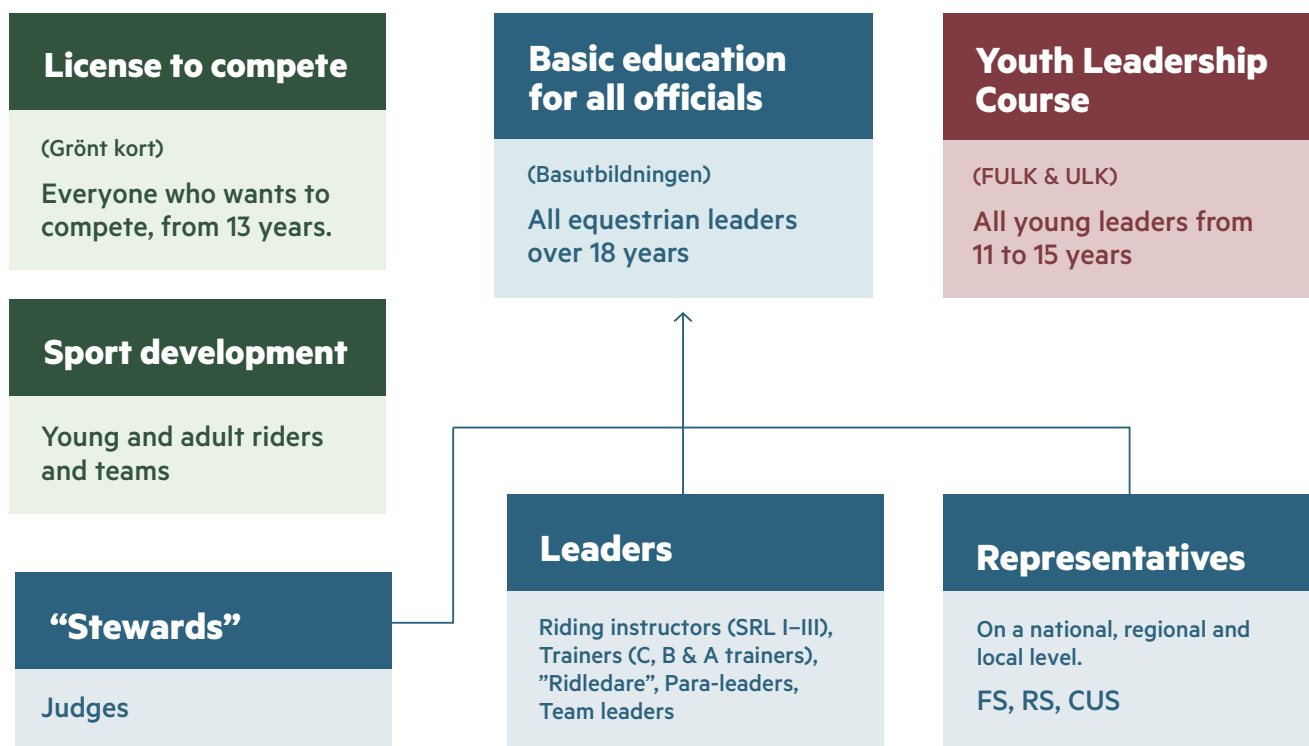 License to compete
(Grönt kort)
Everyone who wants to
compete, from 13 years.
Basic education
for all officials
(Basutbildningen)
All equestrian leaders
over 18 years
Youth Leadership
Course
(FULK & ULK)
All young leaders from
11 to 15 years
Sport development
Young and adult riders
and teams
“Stewards”
Judges
Leaders
Riding instructors (SRL I–III),
Trainers (C, B & A trainers),
”Ridledare”, Para-leaders,
Team leaders
Representatives
On a national, regional and
local level.
FS, RS, CUS